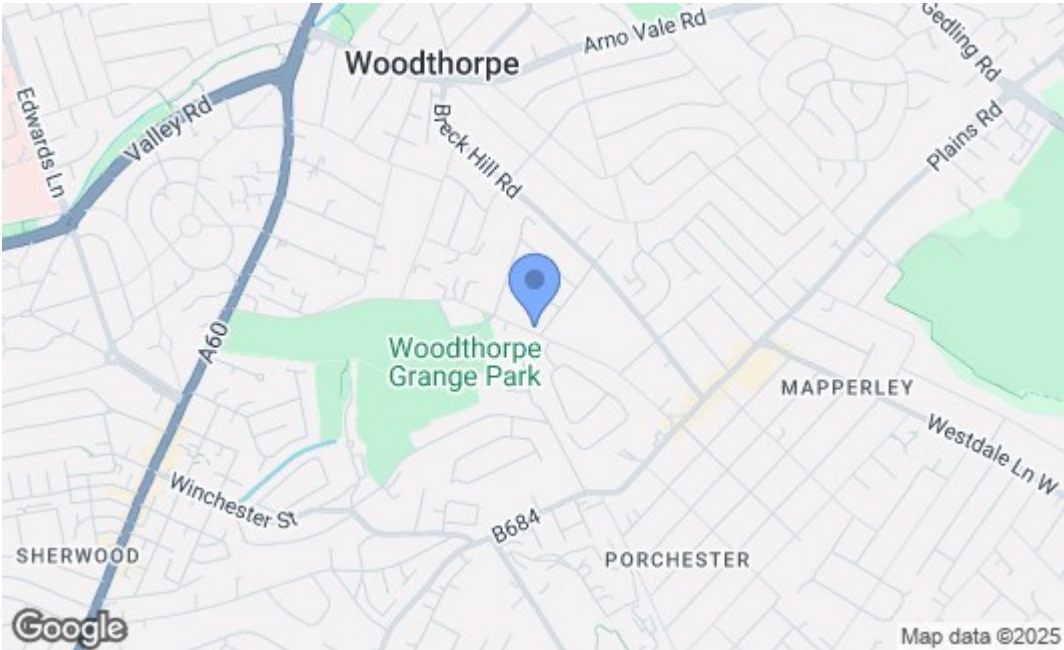 Woodthorpe
Arno Vale Rd
Gedling Rd
Edwards Ln
Valley Rd
Breck Hill Rd
Plains Rd
A60
Woodthorpe
Grange Park
MAPPERLEY
Westdale Ln W
Winchester St
B684
SHERWOOD
PORCHESTER
Google
Map data ©2025